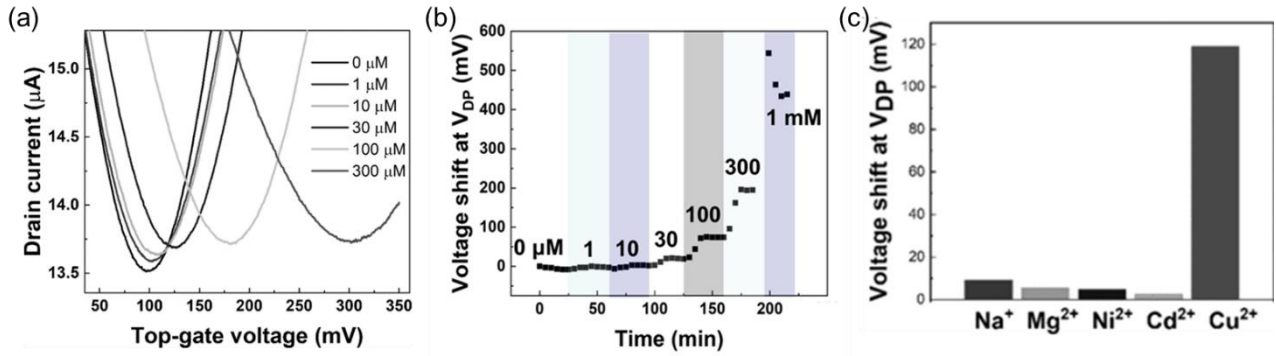 (a)
Drain current (μA)
15.0
14.5
14.0
13.5
0 μM
1 μM
10 μM
30 μM
100 μM
300 μM
50 100 150 200 250 300 350
Top-gate voltage (mV)
(b)
Voltage shift at VDP (mV)
600
500
400
300
200
100
0
0 μM
1
10
30
100
300
1 mM
0 50 100 150 200
Time (min)
(c)
Voltage shift at VDP (mV)
120
100
80
60
40
20
0
Na⁺ Mg²⁺ Ni²⁺ Cd²⁺ Cu²⁺